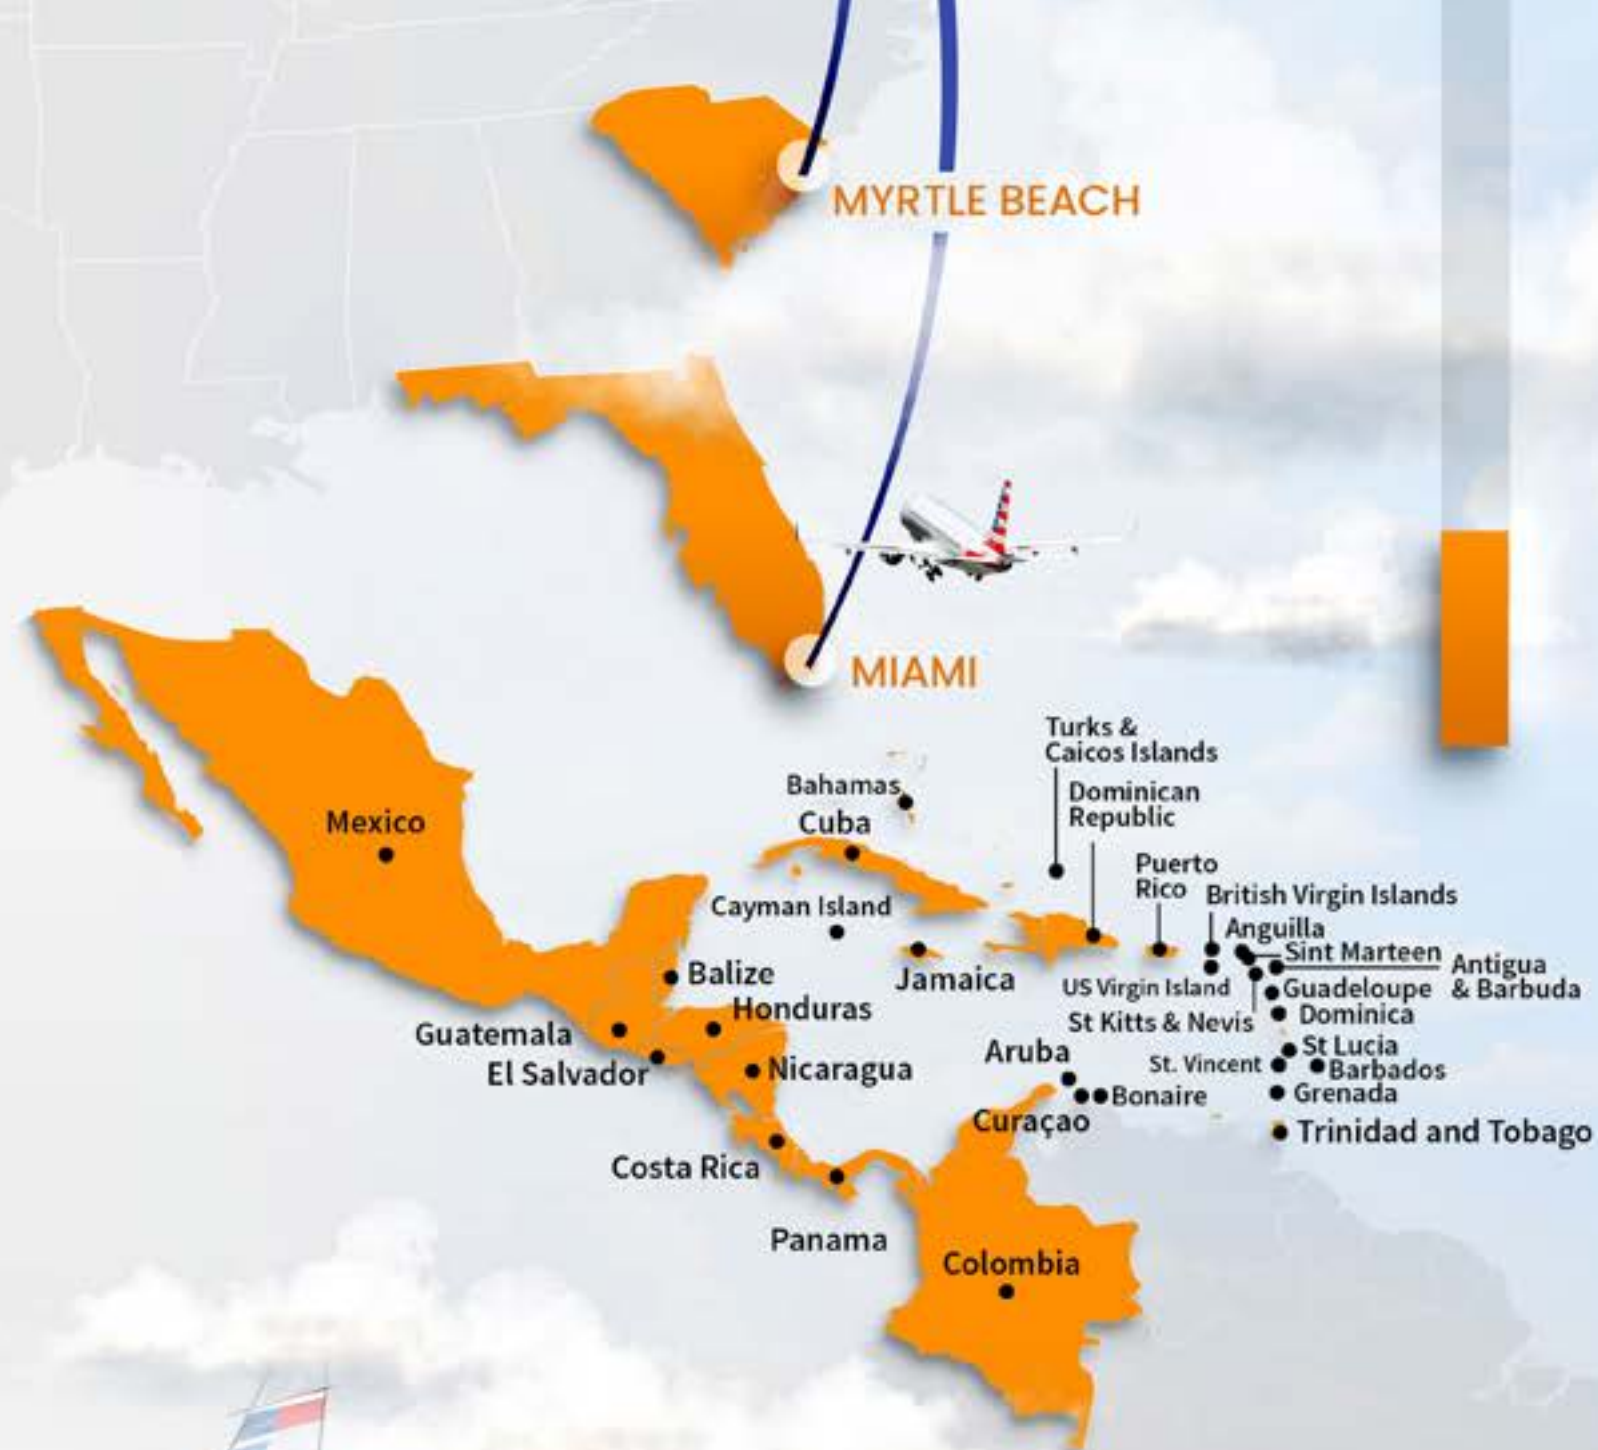 MYRTLE BEACH
MIAMI
Turks &
Caicos Islands
Bahamas
Dominican
Republic
Mexico
Cuba
Puerto
Rico
British Virgin Islands
Cayman Island
Anguilla
Sint Marteen
Antigua
& Barbuda
Balize
Jamaica
US Virgin Island
Guadeloupe
Honduras
St Kitts & Nevis
Dominica
Guatemala
Aruba
St Lucia
El Salvador
Nicaragua
St. Vincent
Barbados
Bonaire
Grenada
Curaçao
Trinidad and Tobago
Costa Rica
Panama
Colombia